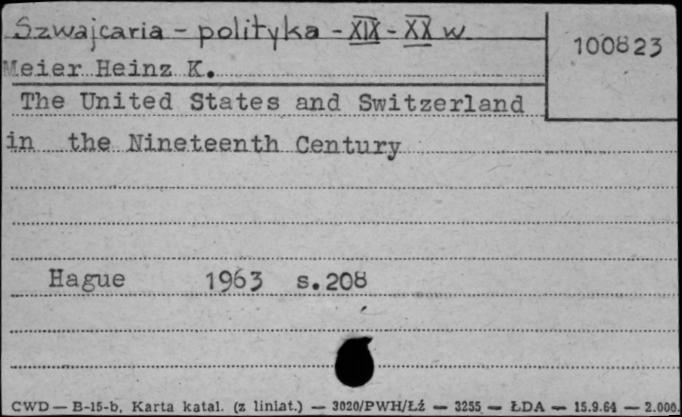 Szwajcaria - polityka - XIX - XX w
100823
Meier Heinz K.
The United States and Switzerland
in the Nineteenth Century
Hague 1963 s.208
CWD — B-15-b, Karta katal. (z liniat.) — 3020/PWH/Łż — 3255 — ŁDA — 15.9.64 — 2.000